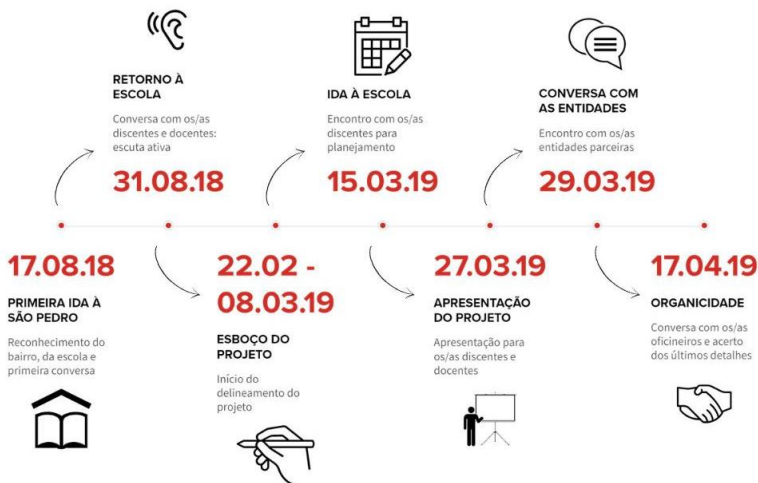 17.08.18
PRIMEIRA IDA À
SÃO PEDRO
Reconhecimento do
bairro, da escola e
primeira conversa
RETORNO À
ESCOLA
Conversa com os/as
discentes e docentes:
escuta ativa
31.08.18
22.02 -
08.03.19
ESBOÇO DO
PROJETO
Início do
delineamento do
projeto
IDA À ESCOLA
Encontro com os/as
discentes para
planejamento
15.03.19
27.03.19
APRESENTAÇÃO
DO PROJETO
Apresentação para
os/as discentes e
docentes
CONVERSA COM
AS ENTIDADES
Encontro com os/as
entidades parceiras
29.03.19
17.04.19
ORGANICIDADE
Conversa com os/as
oficineiros e acerto
dos últimos detalhes